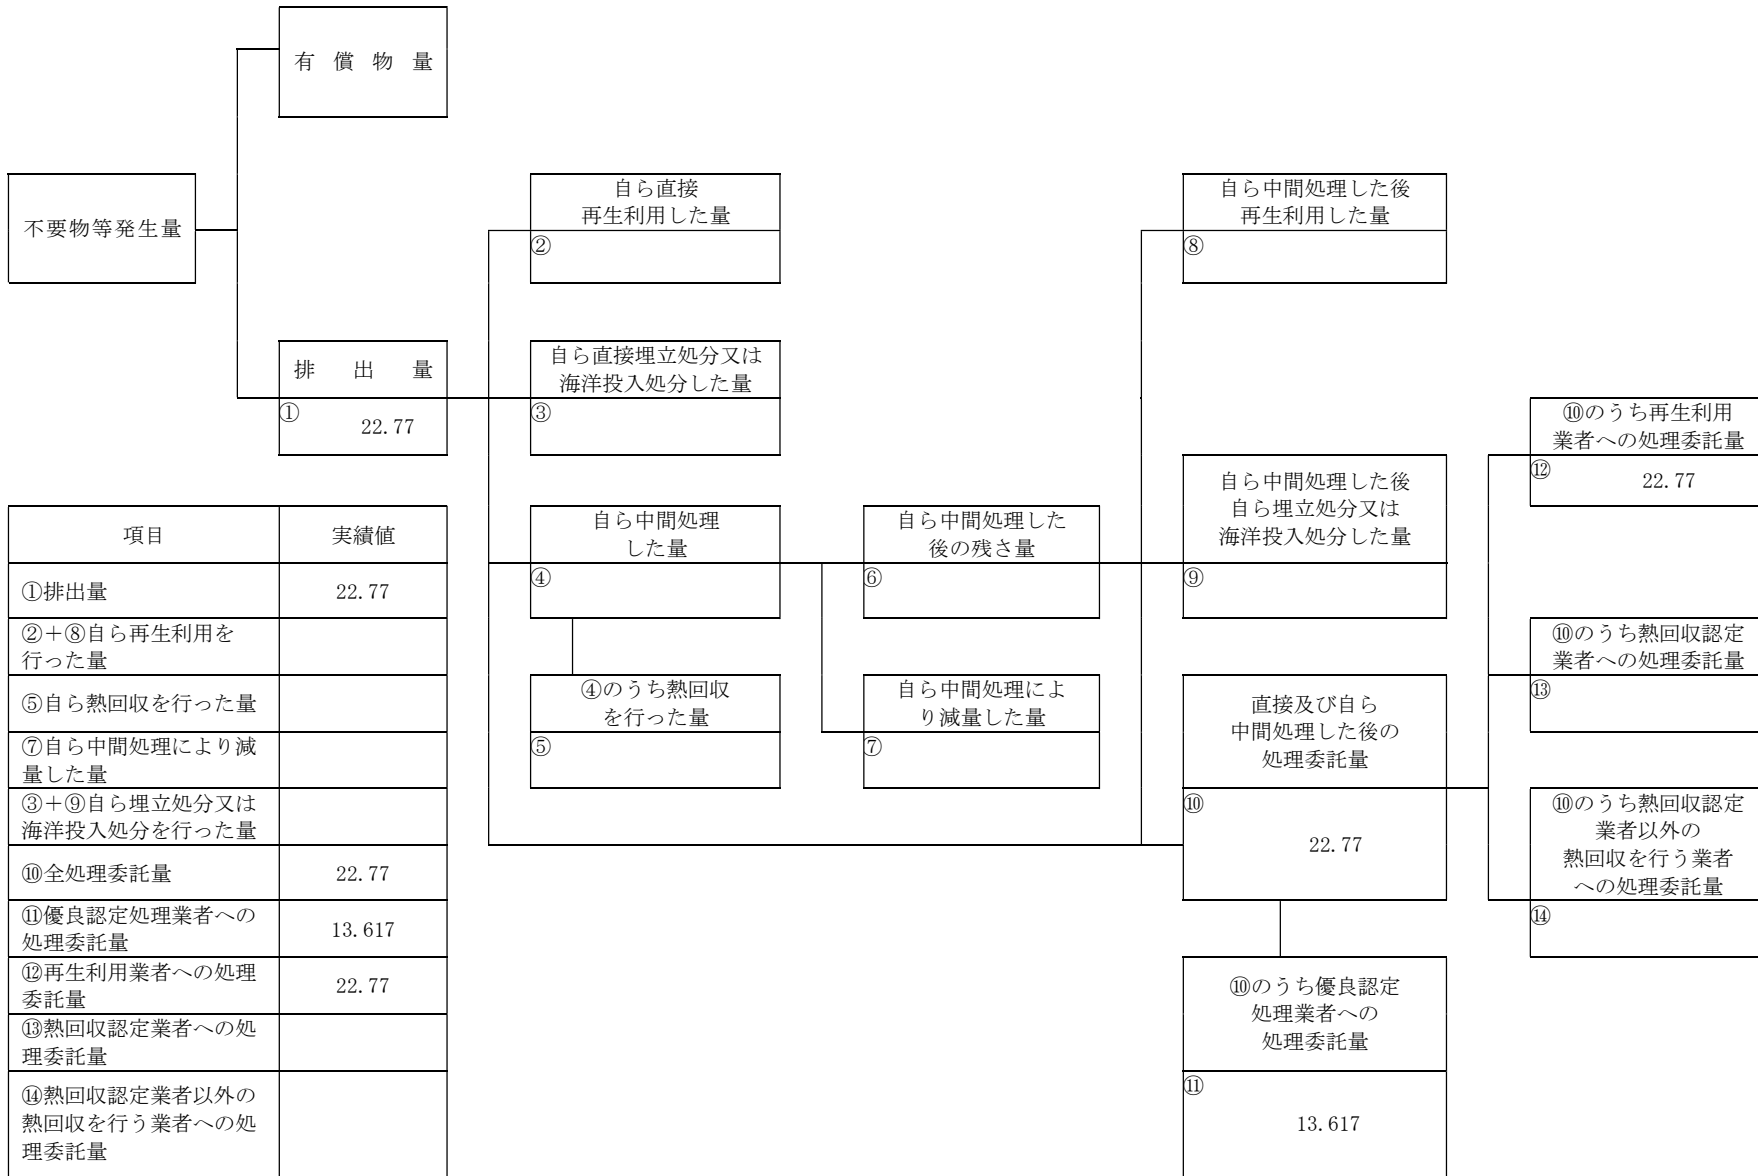 有償物量
不要物等発生量
自ら直接
再生利用した量
②
自ら中間処理した後
再生利用した量
⑧
排出量
①
22.77
自ら直接埋立処分又は
海洋投入処分した量
③
⑩のうち再生利用
業者への処理委託量
⑫
22.77
自ら中間処理
した量
④
自ら中間処理した
後の残さ量
⑥
自ら中間処理した後
自ら埋立処分又は
海洋投入処分した量
⑨
⑩のうち熱回収認定
業者への処理委託量
⑬
④のうち熱回収
を行った量
⑤
自ら中間処理によ
り減量した量
⑦
直接及び自ら
中間処理した後の
処理委託量
⑩
22.77
⑩のうち熱回収認定
業者以外の
熱回収を行う業者
への処理委託量
⑭
⑩のうち優良認定
処理業者への
処理委託量
⑪
13.617
項目 実績値
①排出量 22.77
②+⑧自ら再生利用を
行った量
⑤自ら熱回収を行った量
⑦自ら中間処理により減
量した量
③+⑨自ら埋立処分又は
海洋投入処分を行った量
⑩全処理委託量 22.77
⑪優良認定処理業者への
処理委託量 13.617
⑫再生利用業者への処理
委託量 22.77
⑬熱回収認定業者への処
理委託量
⑭熱回収認定業者以外の
熱回収を行う業者への処
理委託量